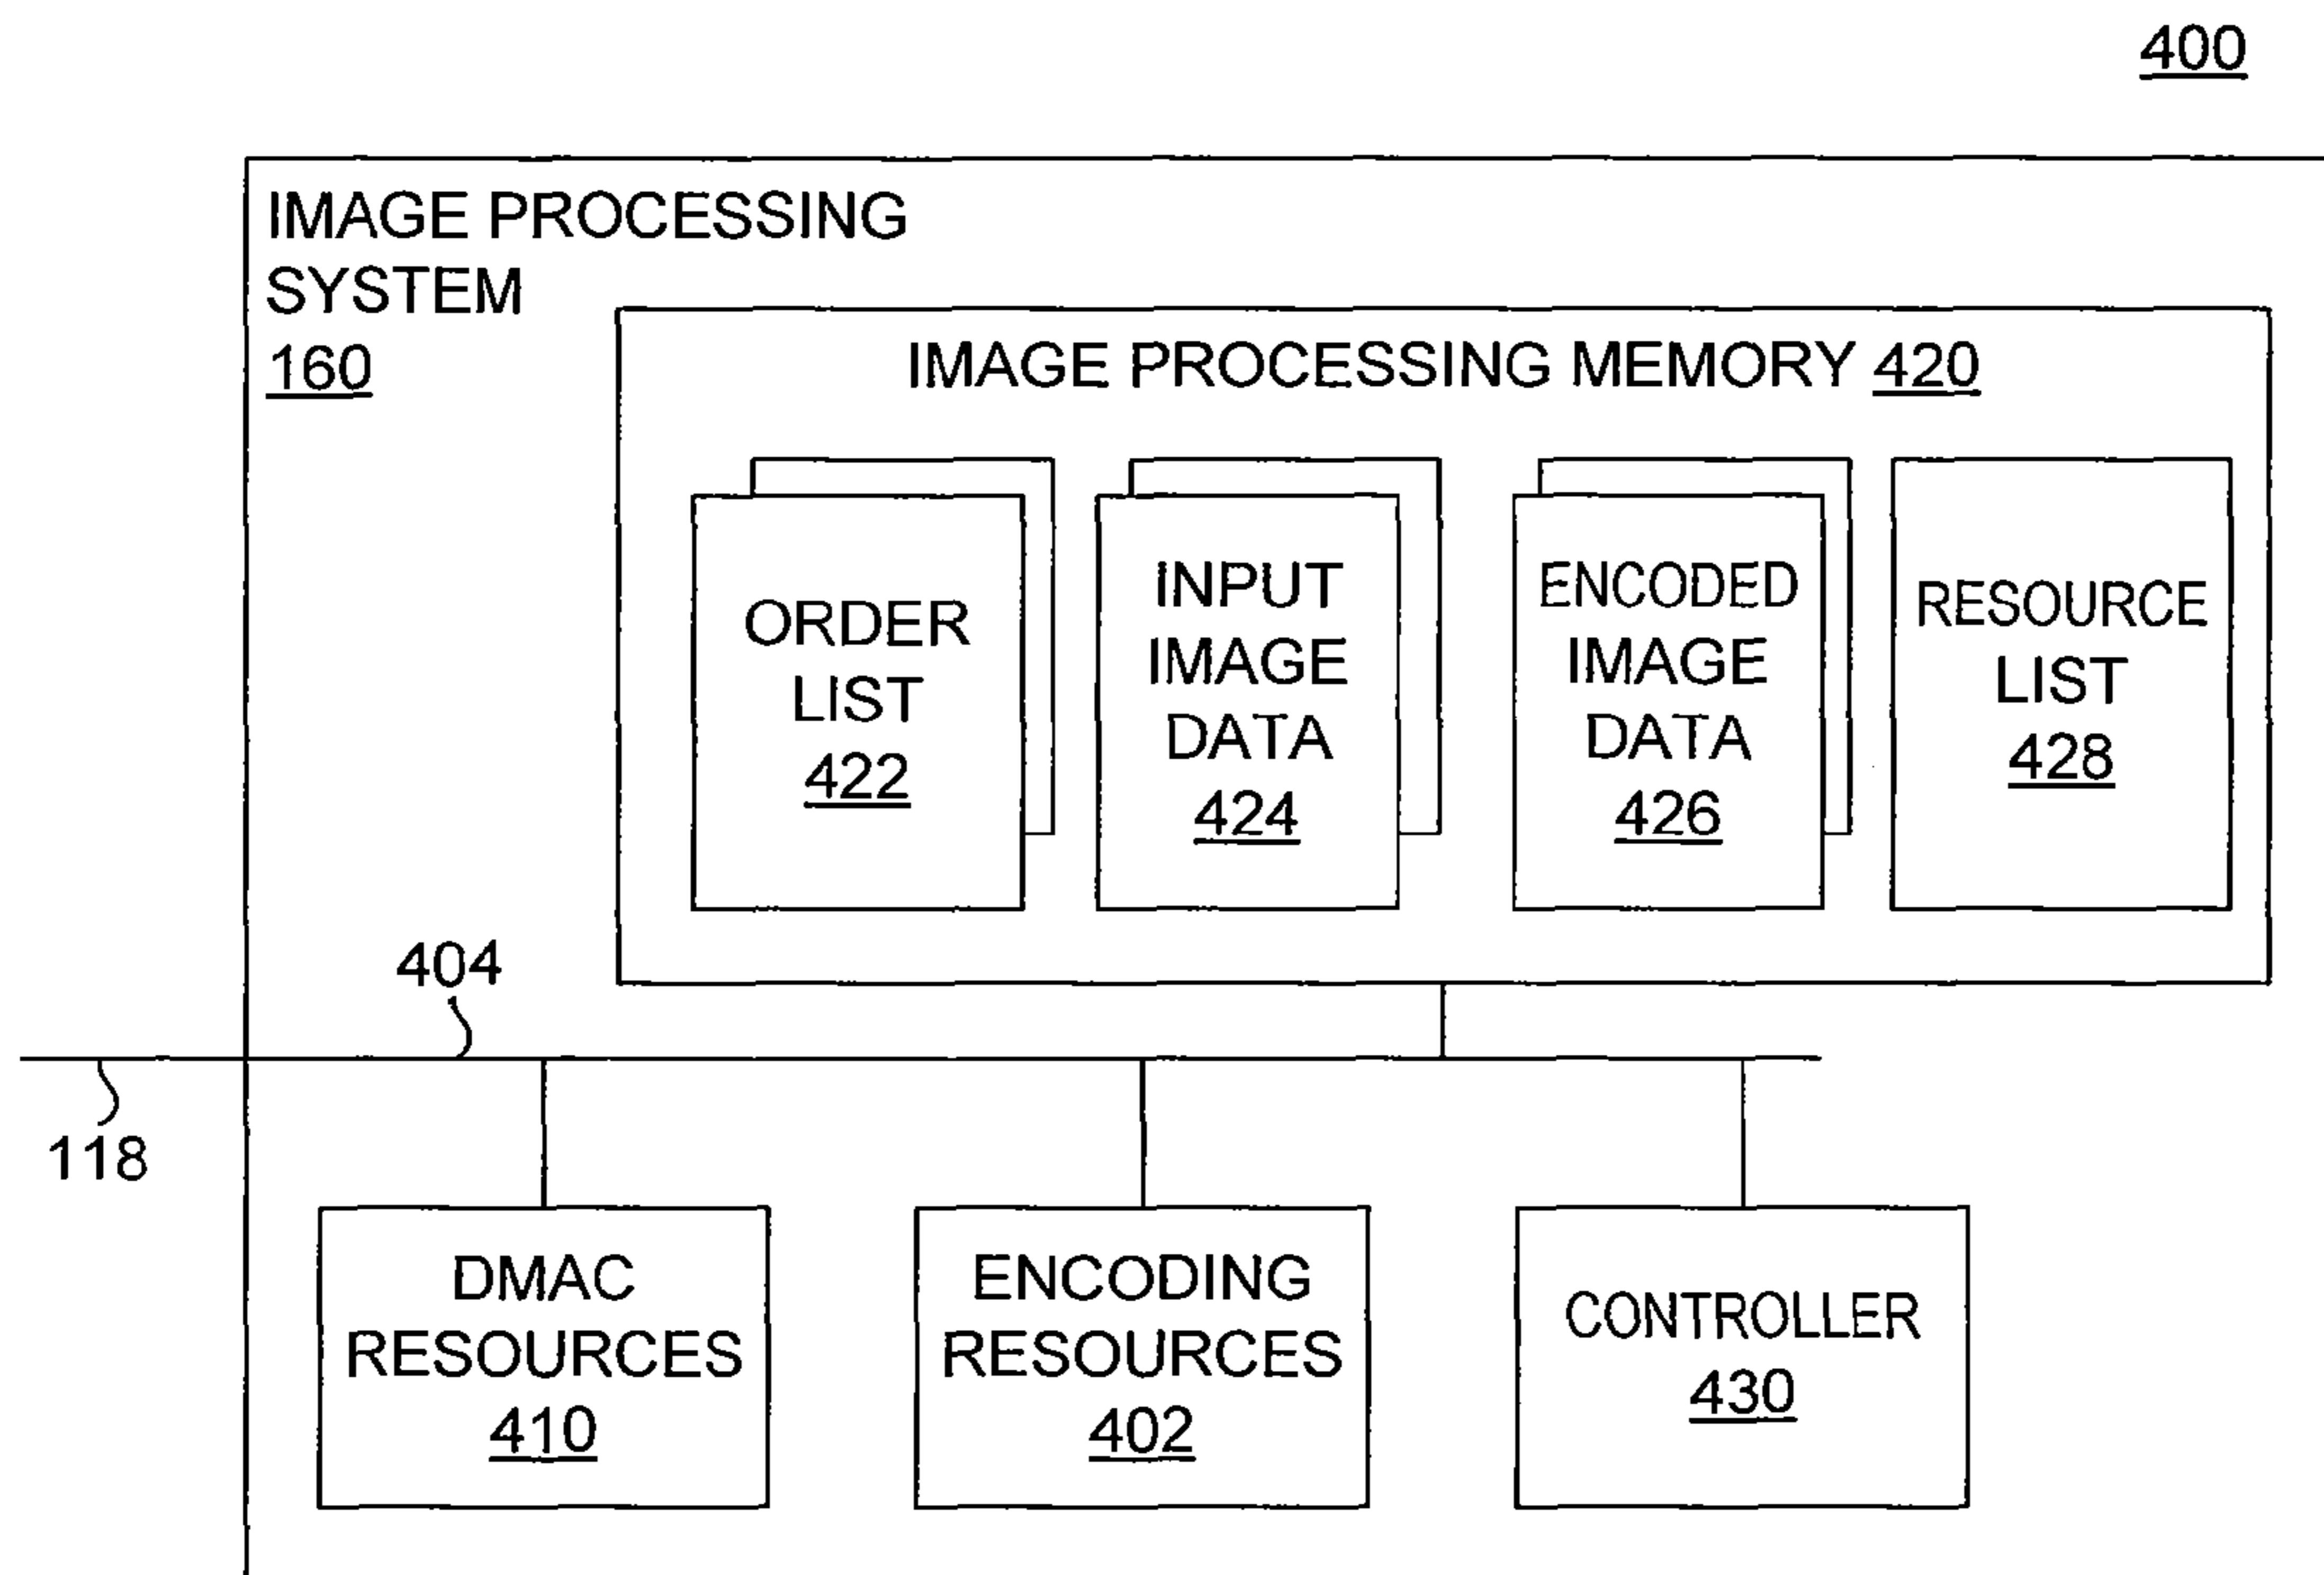 400
IMAGE PROCESSING
SYSTEM
160
IMAGE PROCESSING MEMORY 420
ORDER
LIST
422
INPUT
IMAGE
DATA
424
ENCODED
IMAGE
DATA
426
RESOURCE
LIST
428
404
118
DMAC
RESOURCES
410
ENCODING
RESOURCES
402
CONTROLLER
430